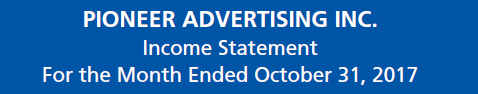 PIONEER ADVERTISING INC.
Income Statement
For the Month Ended October 31, 2017